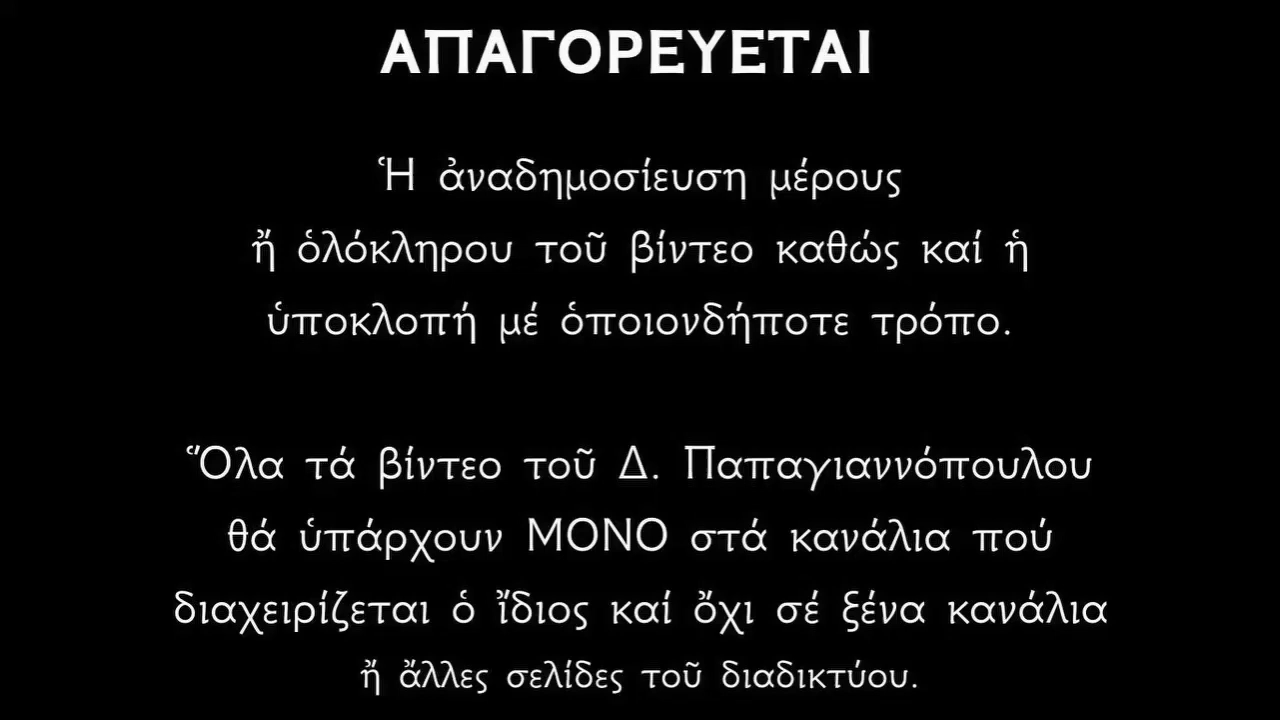 ΑΠΑΓΟΡΕΥΕΤΑΙ
Ἡ ἀναδημοσίευση μέρους
ἤ ὁλόκληρου τοῦ βίντεο καθώς καί ἡ
ὑποκλοπή μέ ὁποιονδήποτε τρόπο.
Ὅλα τά βίντεο τοῦ Δ. Παπαγιαννόπουλου
θά ὑπάρχουν ΜΟΝΟ στά κανάλια πού
διαχειρίζεται ὁ ἴδιος καί ὄχι σέ ξένα κανάλια
ἤ ἄλλες σελίδες τοῦ διαδικτύου.